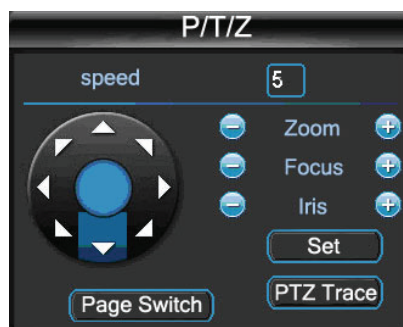 P/T/Z
speed 5
Zoom
Focus
Iris
Set
Page Switch PTZ Trace